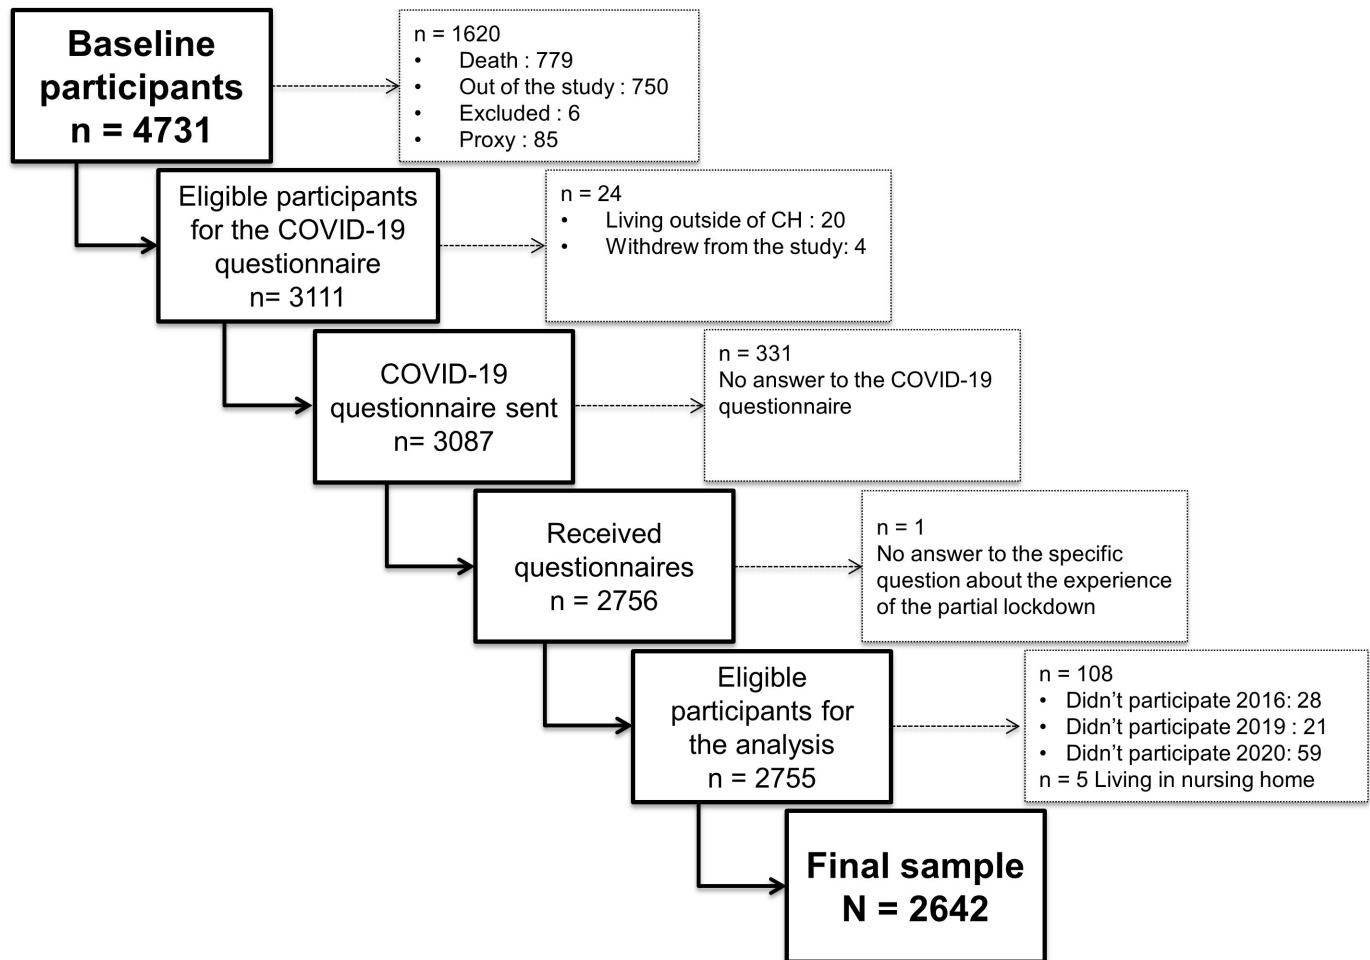 Baseline
participants
n = 4731
n = 1620
• Death : 779
• Out of the study : 750
• Excluded : 6
• Proxy : 85
Eligible participants
for the COVID-19
questionnaire
n= 3111
n = 24
• Living outside of CH : 20
• Withdrew from the study: 4
COVID-19
questionnaire sent
n= 3087
n = 331
No answer to the COVID-19
questionnaire
Received
questionnaires
n = 2756
n = 1
No answer to the specific
question about the experience
of the partial lockdown
Eligible
participants for
the analysis
n = 2755
n = 108
• Didn’t participate 2016: 28
• Didn’t participate 2019 : 21
• Didn’t participate 2020: 59
n = 5 Living in nursing home
Final sample
N = 2642